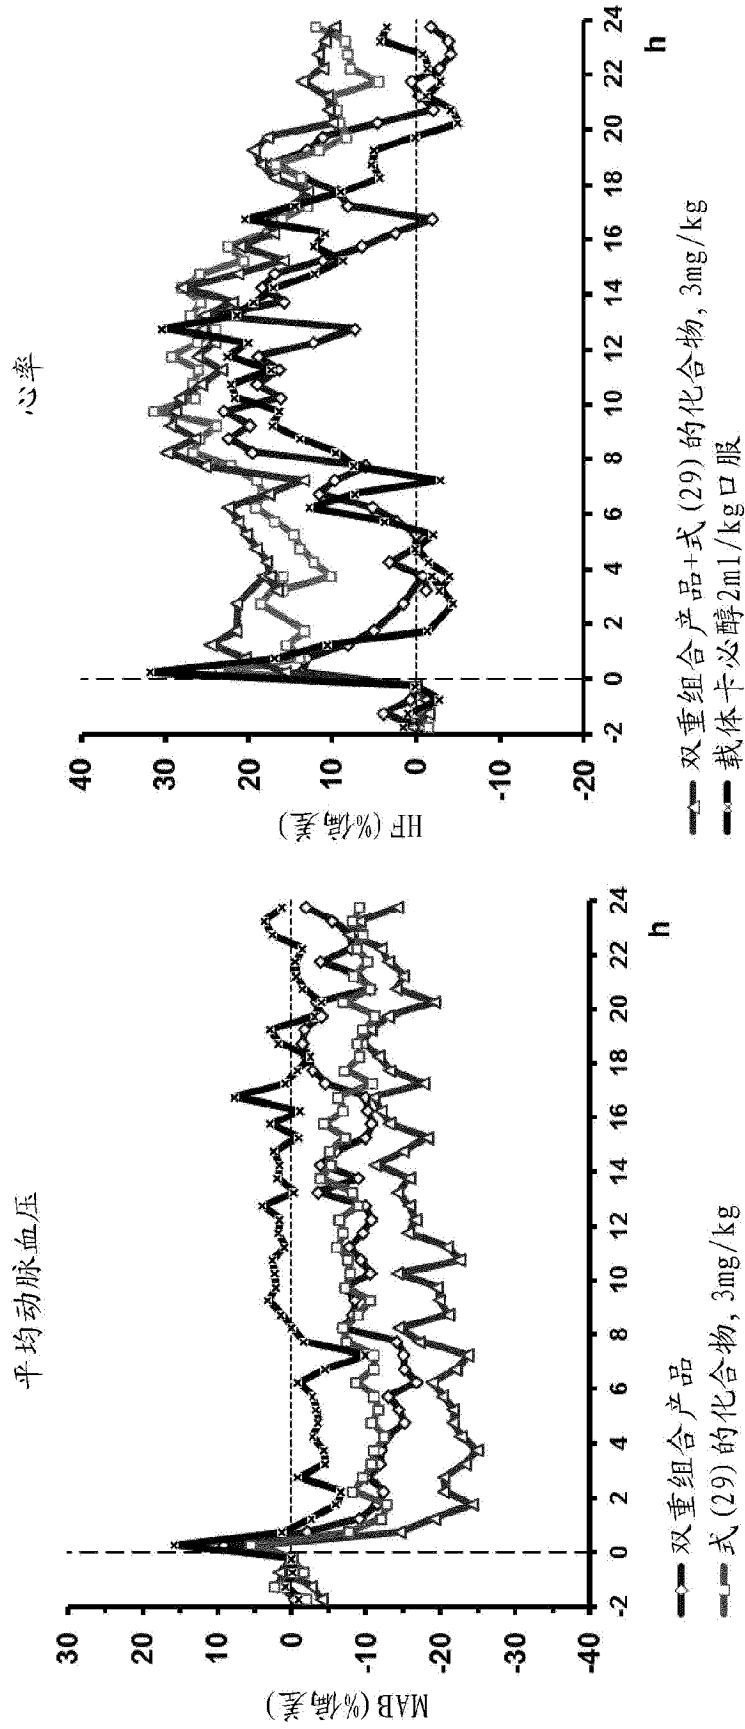 平均动脉血压
MAB(%偏差)
30
20
10
0
-10
-20
-30
-40
-2 0 2 4 6 8 10 12 14 16 18 20 22 24
h
心率
HF(%偏差)
40
30
20
10
0
-10
-20
-2 0 2 4 6 8 10 12 14 16 18 20 22 24
h
双重组合产品
式(29)的化合物, 3mg/kg
双重组合产品+式(29)的化合物, 3mg/kg
载体卡必醇2ml/kg口服